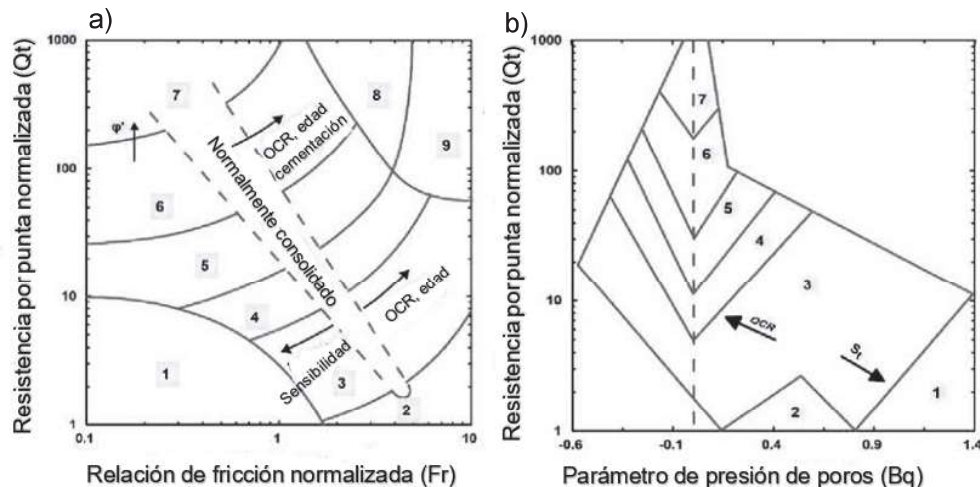 a)
Resistencia por punta normalizada (Qt)
1000
100
10
1
0.1
1
10
Relación de fricción normalizada (Fr)
7
8
9
φ'
6
5
4
1
3
2
Normalmente consolidado
OCR, edad
cementación
OCR, edad
Sensibilidad
b)
Resistencia por punta normalizada (Qt)
1000
100
10
1
-0.6
-0.1
0.4
0.9
1.4
Parámetro de presión de poros (Bq)
7
6
5
4
3
OCR
St
2
1